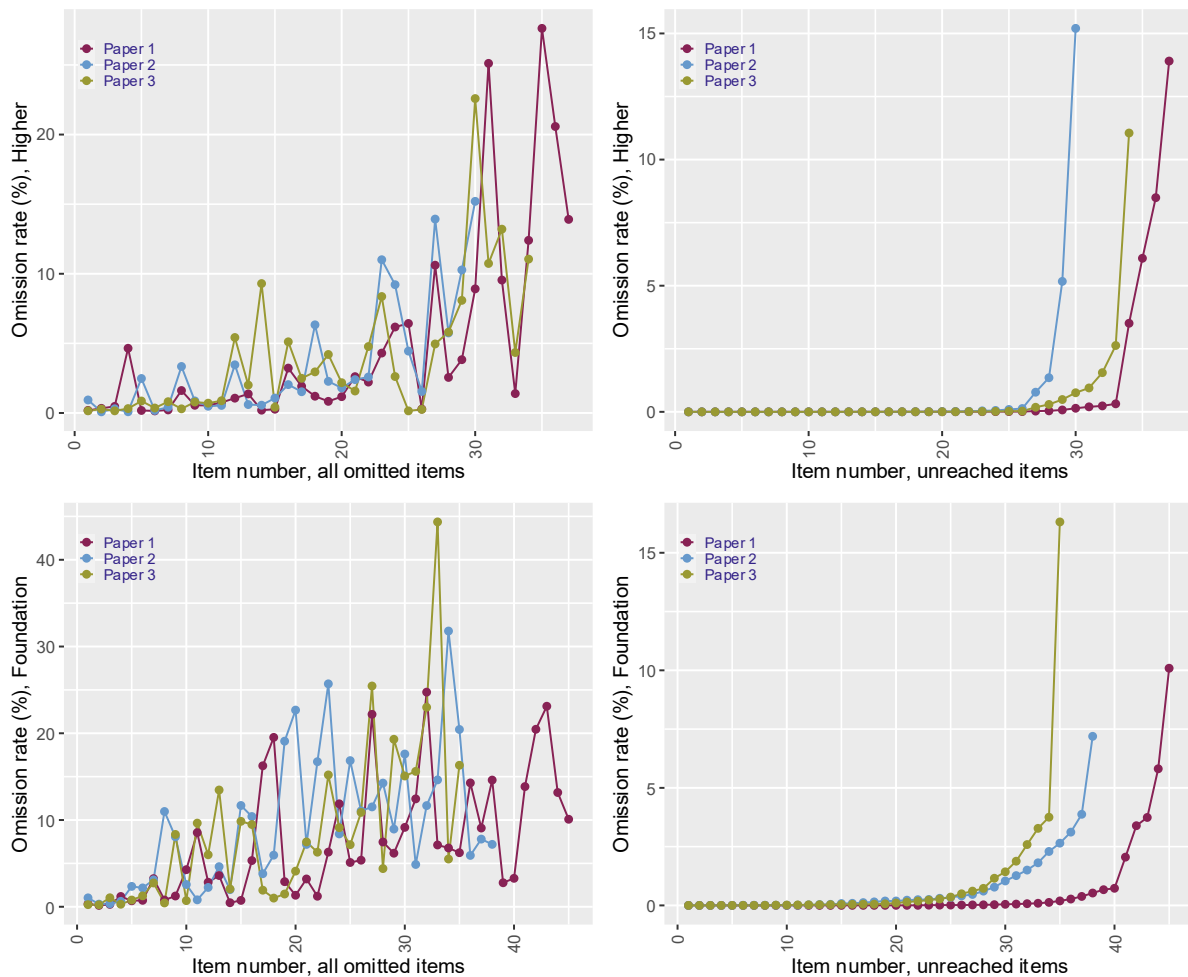 Omission rate (%), Higher
20
10
0
Paper 1
Paper 2
Paper 3
0
10
20
30
Item number, all omitted items
Omission rate (%), Higher
15
10
5
0
Paper 1
Paper 2
Paper 3
0
10
20
30
Item number, unreached items
Omission rate (%), Foundation
40
30
20
10
0
Paper 1
Paper 2
Paper 3
0
10
20
30
40
Item number, all omitted items
Omission rate (%), Foundation
15
10
5
0
Paper 1
Paper 2
Paper 3
0
10
20
30
40
Item number, unreached items